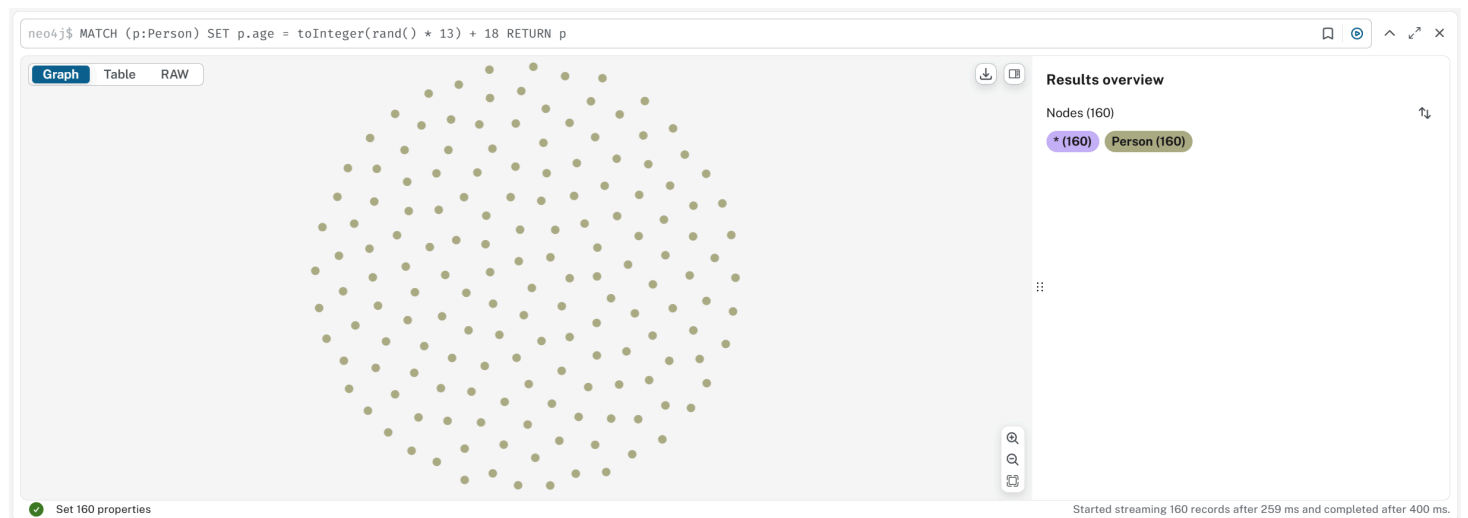 neo4j$ MATCH (p:Person) SET p.age = toInteger(rand() * 13) + 18 RETURN p
Graph Table RAW
Results overview
Nodes (160)
* (160) Person (160)
Set 160 properties
Started streaming 160 records after 259 ms and completed after 400 ms.